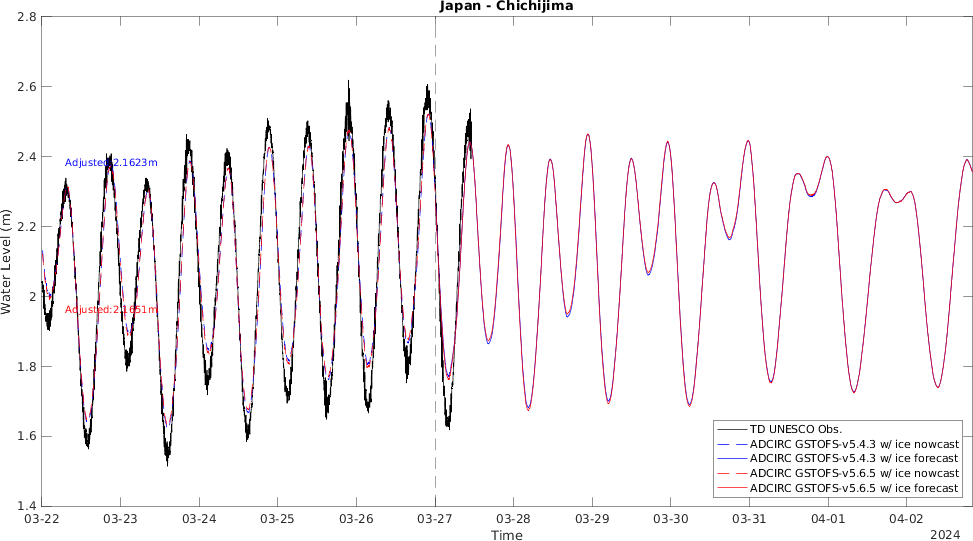 Japan - Chichijima
2.8
2.6
2.4
2.2
2
1.8
1.6
1.4
Water Level (m)
Adjusted:2.1623m
Adjusted:2.1651m
TD UNESCO Obs.
ADCIRC GSTOFS-v5.4.3 w/ ice nowcast
ADCIRC GSTOFS-v5.4.3 w/ ice forecast
ADCIRC GSTOFS-v5.6.5 w/ ice nowcast
ADCIRC GSTOFS-v5.6.5 w/ ice forecast
03-22 03-23 03-24 03-25 03-26 03-27 03-28 03-29 03-30 03-31 04-01 04-02
Time
2024